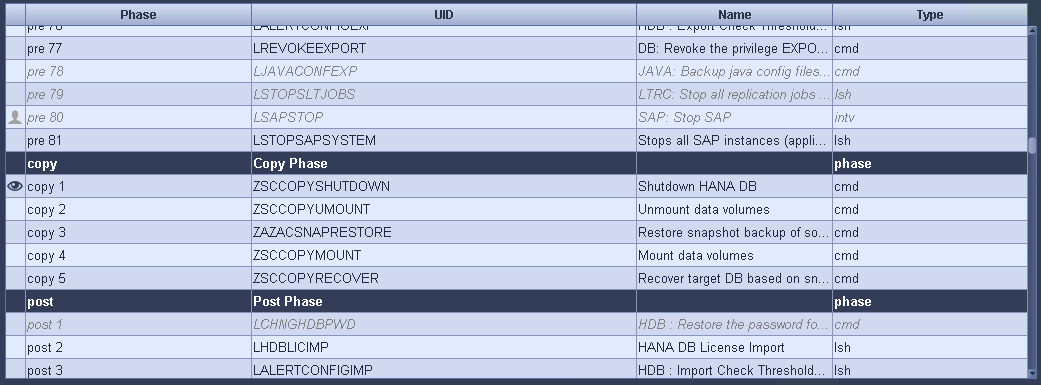 Phase UID Name Type
pre 76 LALERTCONFIGEXP HDB : Export Check Threshold... lsh
pre 77 LREVOKEEXPORT DB: Revoke the privilege EXPO... cmd
pre 78 LJAVACONFEXP JAVA: Backup java config files... cmd
pre 79 LSTOPSLTJOBS LTRC: Stop all replication jobs ... lsh
pre 80 LSAPSTOP SAP: Stop SAP intv
pre 81 LSTOPSAPSYSTEM Stops all SAP instances (appli... lsh
copy Copy Phase phase
copy 1 ZSCCOPYSHUTDOWN Shutdown HANA DB cmd
copy 2 ZSCCOPYUMOUNT Unmount data volumes cmd
copy 3 ZAZACSNAPRESTORE Restore snapshot backup of so... cmd
copy 4 ZSCCOPYMOUNT Mount data volumes cmd
copy 5 ZSCCOPYRECOVER Recover target DB based on sn... cmd
post Post Phase phase
post 1 LCHNGHDBPWD HDB : Restore the password fo... cmd
post 2 LHDBLICIMP HANA DB License Import lsh
post 3 LALERTCONFIGIMP HDB : Import Check Threshold... lsh